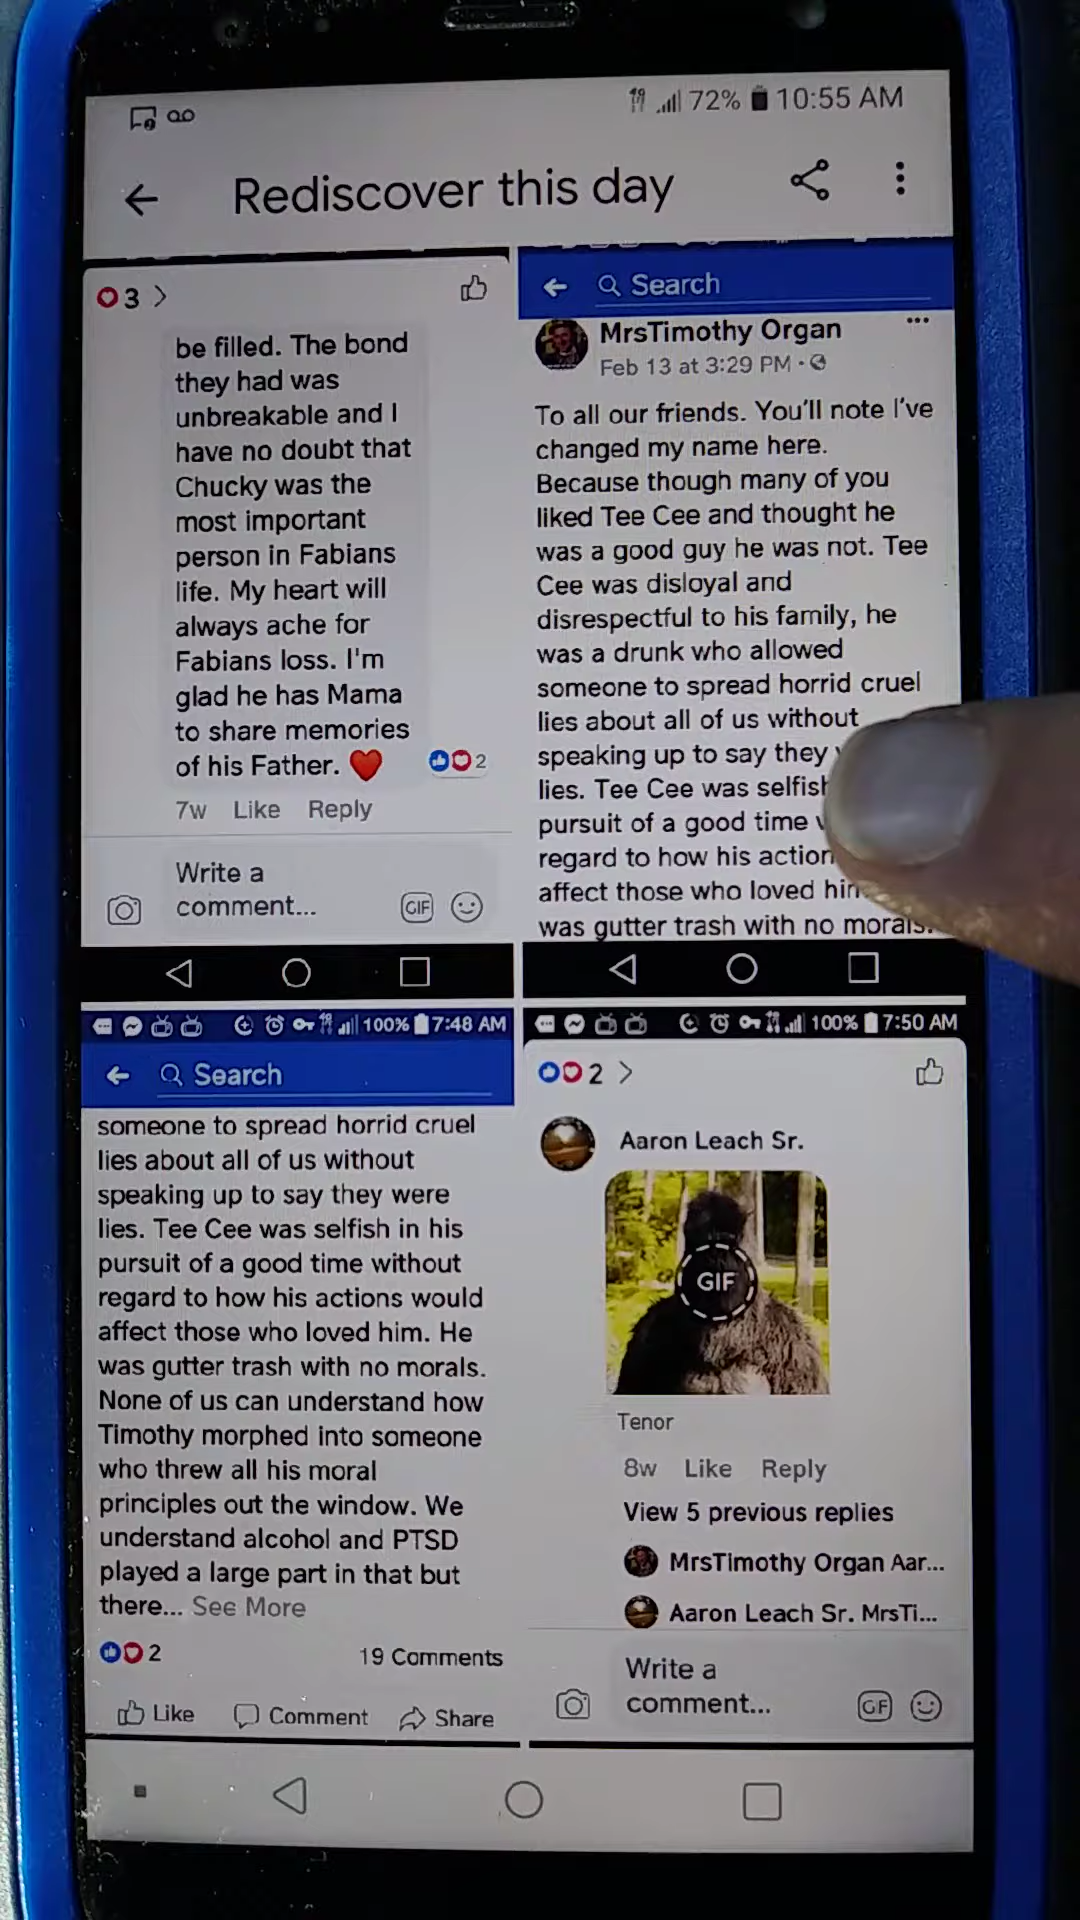 72% 10:55 AM
Rediscover this day
3
be filled. The bond
they had was
unbreakable and I
have no doubt that
Chucky was the
most important
person in Fabians
life. My heart will
always ache for
Fabians loss. I'm
glad he has Mama
to share memories
of his Father. ❤️ 2
7w Like Reply
Write a
comment...
GIF
Search
MrsTimothy Organ
Feb 13 at 3:29 PM
To all our friends. You'll note I've
changed my name here.
Because though many of you
liked Tee Cee and thought he
was a good guy he was not. Tee
Cee was disloyal and
disrespectful to his family, he
was a drunk who allowed
someone to spread horrid cruel
lies about all of us without
speaking up to say they
lies. Tee Cee was selfish
pursuit of a good time
regard to how his action
affect those who loved him
was gutter trash with no morals.
100% 7:48 AM
Search
someone to spread horrid cruel
lies about all of us without
speaking up to say they were
lies. Tee Cee was selfish in his
pursuit of a good time without
regard to how his actions would
affect those who loved him. He
was gutter trash with no morals.
None of us can understand how
Timothy morphed into someone
who threw all his moral
principles out the window. We
understand alcohol and PTSD
played a large part in that but
there... See More
2 19 Comments
Like Comment Share
100% 7:50 AM
2
Aaron Leach Sr.
GIF
Tenor
8w Like Reply
View 5 previous replies
MrsTimothy Organ Aar...
Aaron Leach Sr. MrsTi...
Write a
comment...
GIF